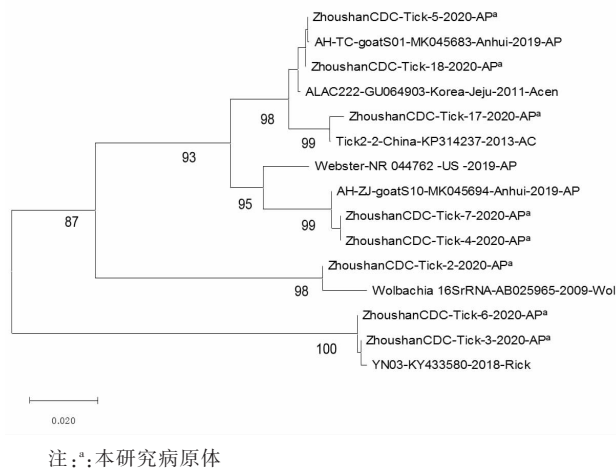 ZhoushanCDC-Tick-5-2020-APᵃ
AH-TC-goatS01-MK045683-Anhui-2019-AP
ZhoushanCDC-Tick-18-2020-APᵃ
ALAC222-GU064903-Korea-Jeju-2011-Acen
98
ZhoushanCDC-Tick-17-2020-APᵃ
99
Tick2-2-China-KP314237-2013-AC
93
Webster-NR 044762 -US -2019-AP
95
AH-ZJ-goatS10-MK045694-Anhui-2019-AP
ZhoushanCDC-Tick-7-2020-APᵃ
99
87
ZhoushanCDC-Tick-4-2020-APᵃ
ZhoushanCDC-Tick-2-2020-APᵃ
98
Wolbachia 16SrRNA-AB025965-2009-Wol
ZhoushanCDC-Tick-6-2020-APᵃ
ZhoushanCDC-Tick-3-2020-APᵃ
100
YN03-KY433580-2018-Rick
0.020
注:ᵃ:本研究病原体